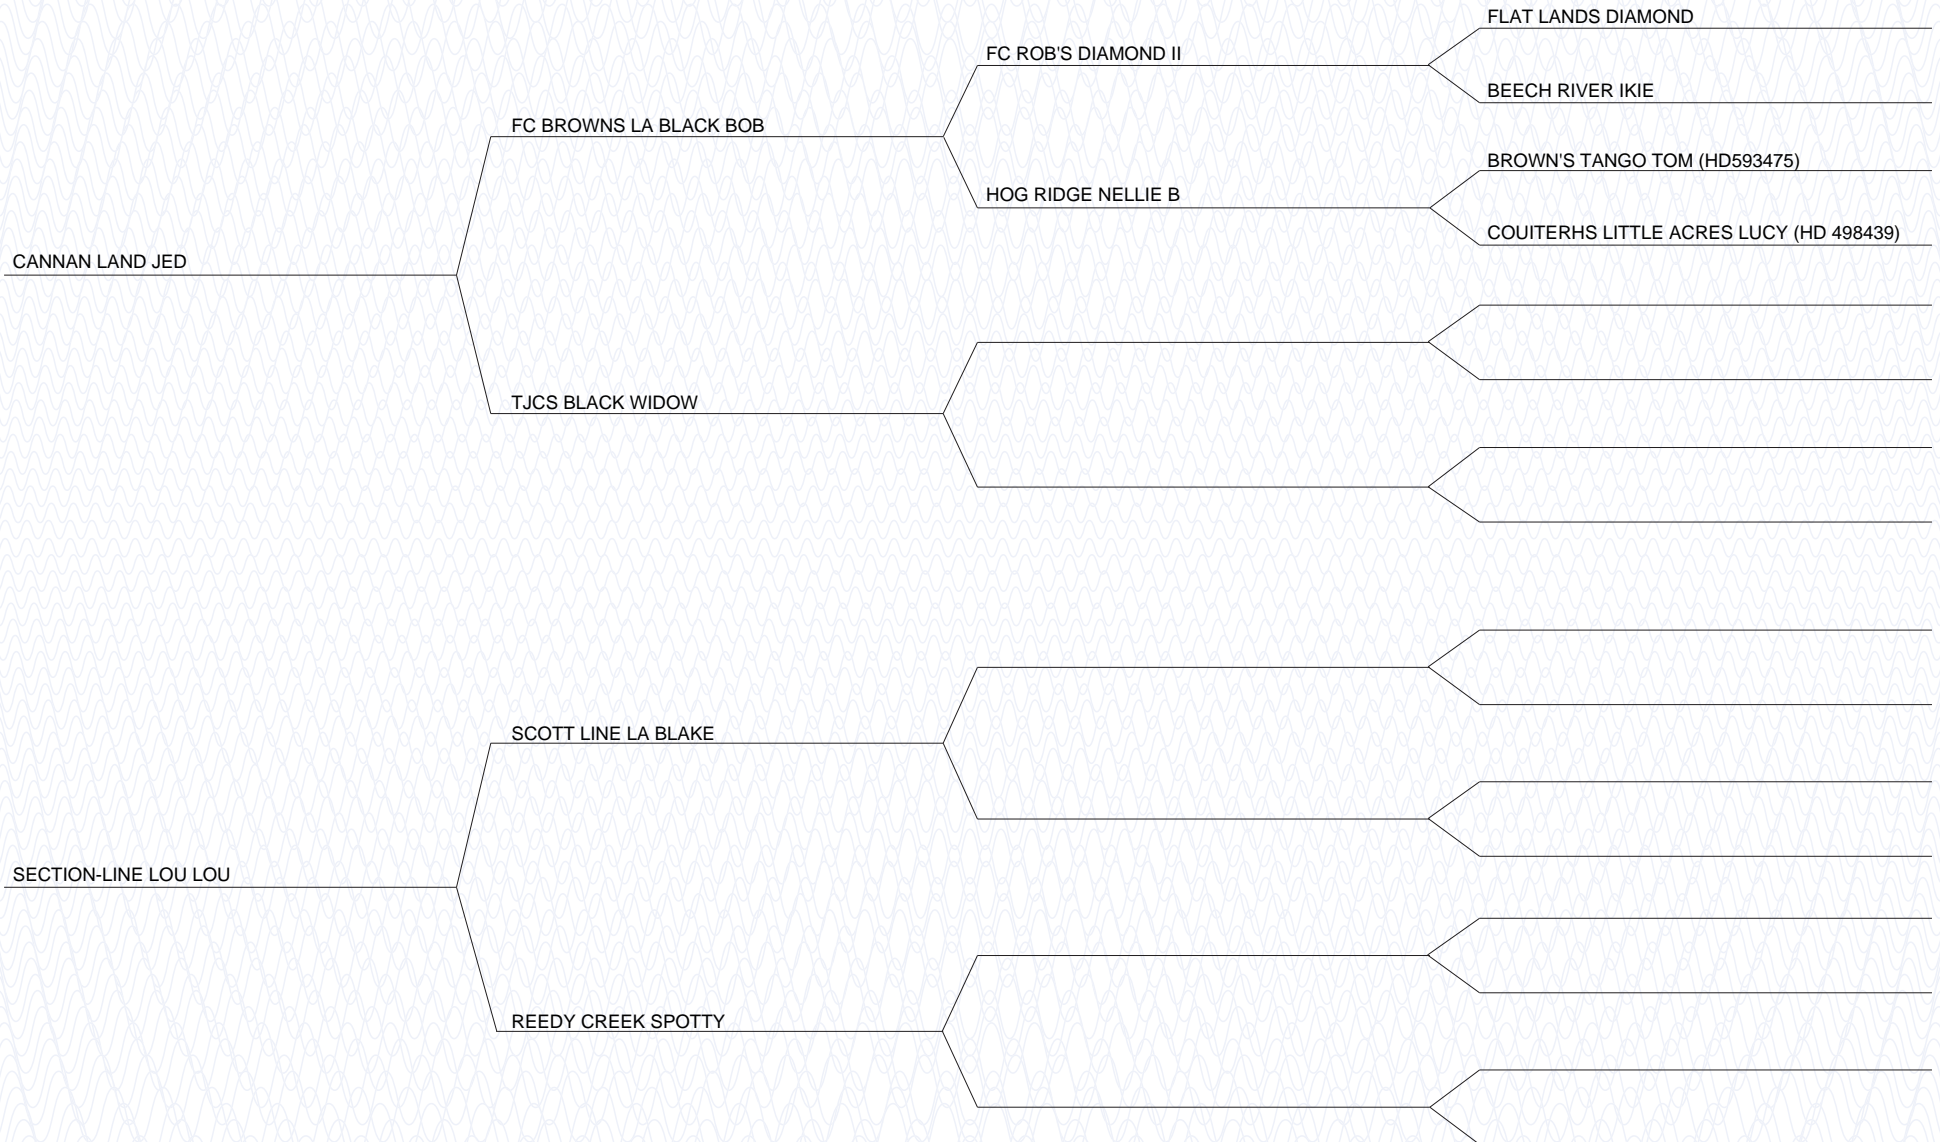 FLAT LANDS DIAMOND
FC ROB'S DIAMOND II
BEECH RIVER IKIE
FC BROWNS LA BLACK BOB
BROWN'S TANGO TOM (HD593475)
HOG RIDGE NELLIE B
COUITERHS LITTLE ACRES LUCY (HD 498439)
CANNAN LAND JED
TJCS BLACK WIDOW
SCOTT LINE LA BLAKE
SECTION-LINE LOU LOU
REEDY CREEK SPOTTY